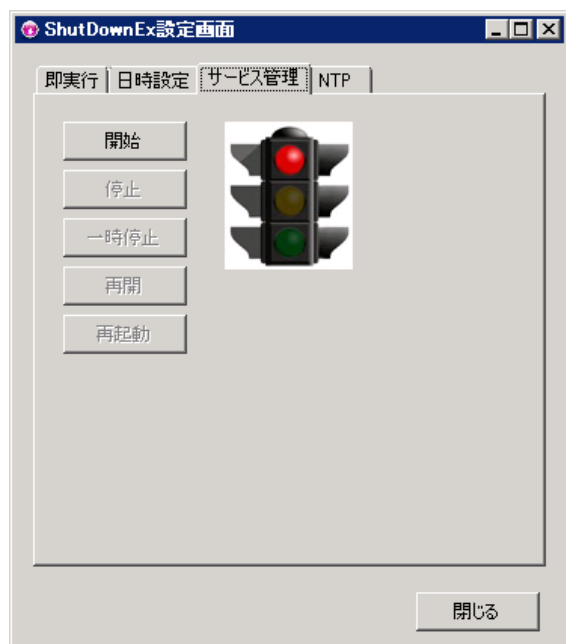 ShutDownEx設定画面
即実行 日時設定 サービス管理 NTP
開始
停止
一時停止
再開
再起動
閉じる